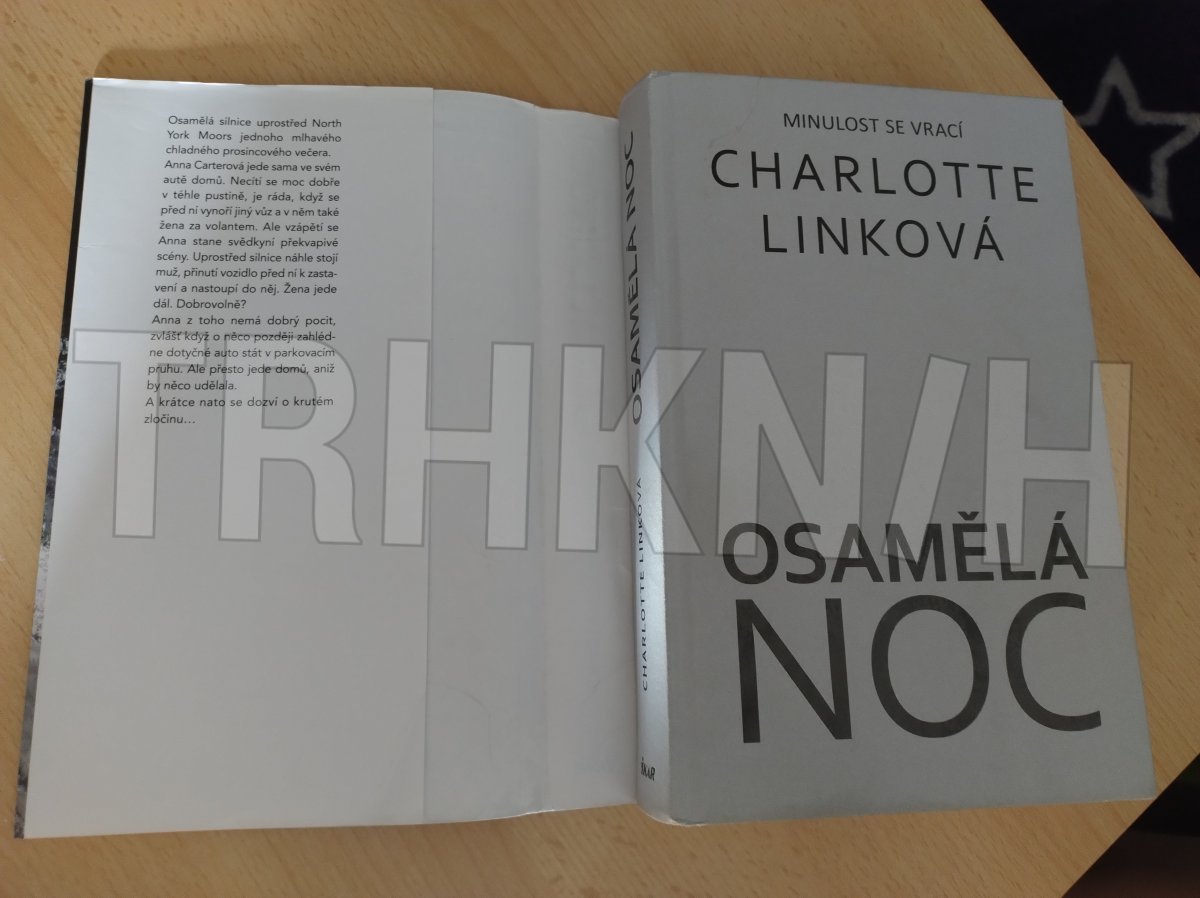 Osamělá silnice uprostřed North
York Moors jednoho mlhavého
chladného prosincového večera.
Anna Carterová jede sama ve svém
autě domů. Necítí se moc dobře
v téhle pustině, je ráda, když se
před ní vynoří jiný vůz a v něm také
žena za volantem. Ale vzápětí se
Anna stane svědkyní překvapivé
scény. Uprostřed silnice náhle stojí
muž, přinutí vozidlo před ní k zasta-
vení a nastoupí do něj. Žena jede
dál. Dobrovolně?
Anna z toho nemá dobrý pocit,
zvlášť když o něco později zahléd-
ne dotyčné auto stát v parkovacím
pruhu. Ale přesto jede domů, aniž
by něco udělala.
A krátce nato se dozví o krutém
zločinu...
OSAMĚLÁ NOC
CHARLOTTE LINKOVÁ
IKAR
MINULOST SE VRACÍ
CHARLOTTE
LINKOVÁ
OSAMĚLÁ
NOC
TRHKNIH